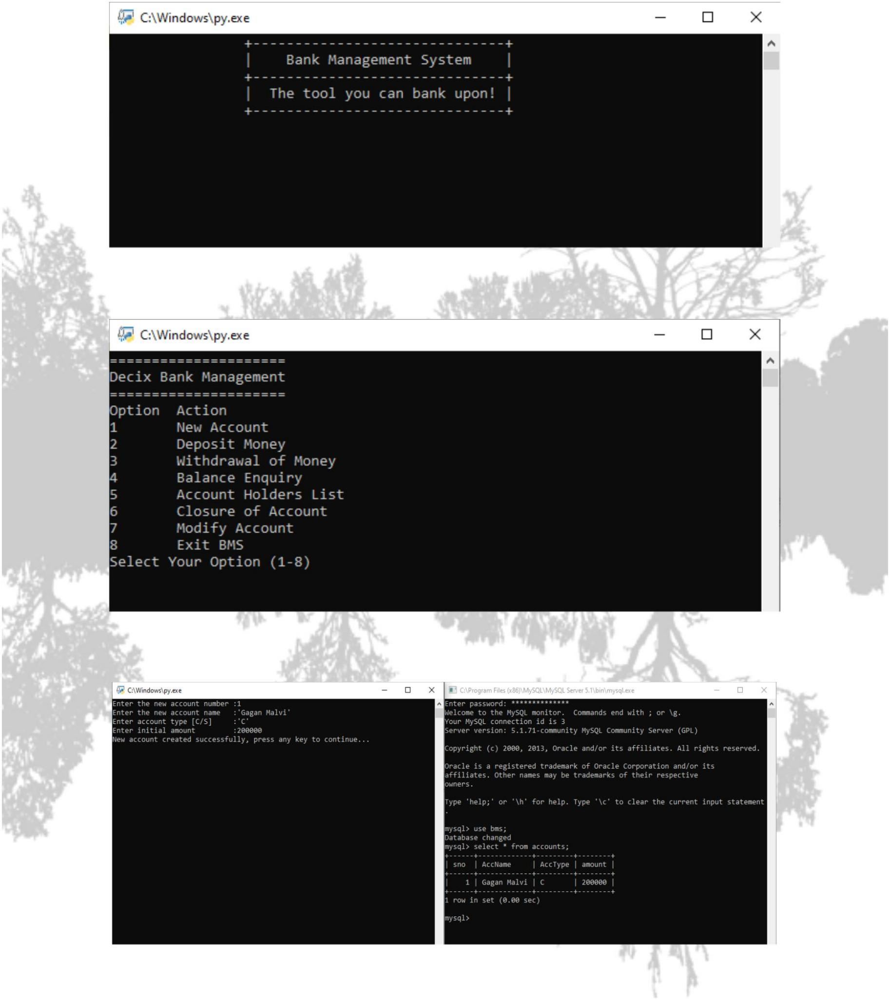 C:\Windows\py.exe
+------------------------------+
|    Bank Management System    |
+------------------------------+
|  The tool you can bank upon! |
+------------------------------+
C:\Windows\py.exe
=====================
Decix Bank Management
=====================
Option  Action
1       New Account
2       Deposit Money
3       Withdrawal of Money
4       Balance Enquiry
5       Account Holders List
6       Closure of Account
7       Modify Account
8       Exit BMS
Select Your Option (1-8)
C:\Windows\py.exe
Enter the new account number :1
Enter the new account name   :'Gagan Malvi'
Enter account type [C/S]     :'C'
Enter initial amount         :200000
New account created successfully, press any key to continue...
C:\Program Files (x86)\MySQL\MySQL Server 5.1\bin\mysql.exe
Enter password: **************
Welcome to the MySQL monitor.  Commands end with ; or \g.
Your MySQL connection id is 3
Server version: 5.1.71-community MySQL Community Server (GPL)
Copyright (c) 2000, 2013, Oracle and/or its affiliates. All rights reserved.
Oracle is a registered trademark of Oracle Corporation and/or its
affiliates. Other names may be trademarks of their respective
owners.
Type 'help;' or '\h' for help. Type '\c' to clear the current input statement
.
mysql> use bms;
Database changed
mysql> select * from accounts;
+------+-------------+---------+--------+
| sno  | AccName     | AccType | amount |
+------+-------------+---------+--------+
|    1 | Gagan Malvi | C       | 200000 |
+------+-------------+---------+--------+
1 row in set (0.00 sec)
mysql>